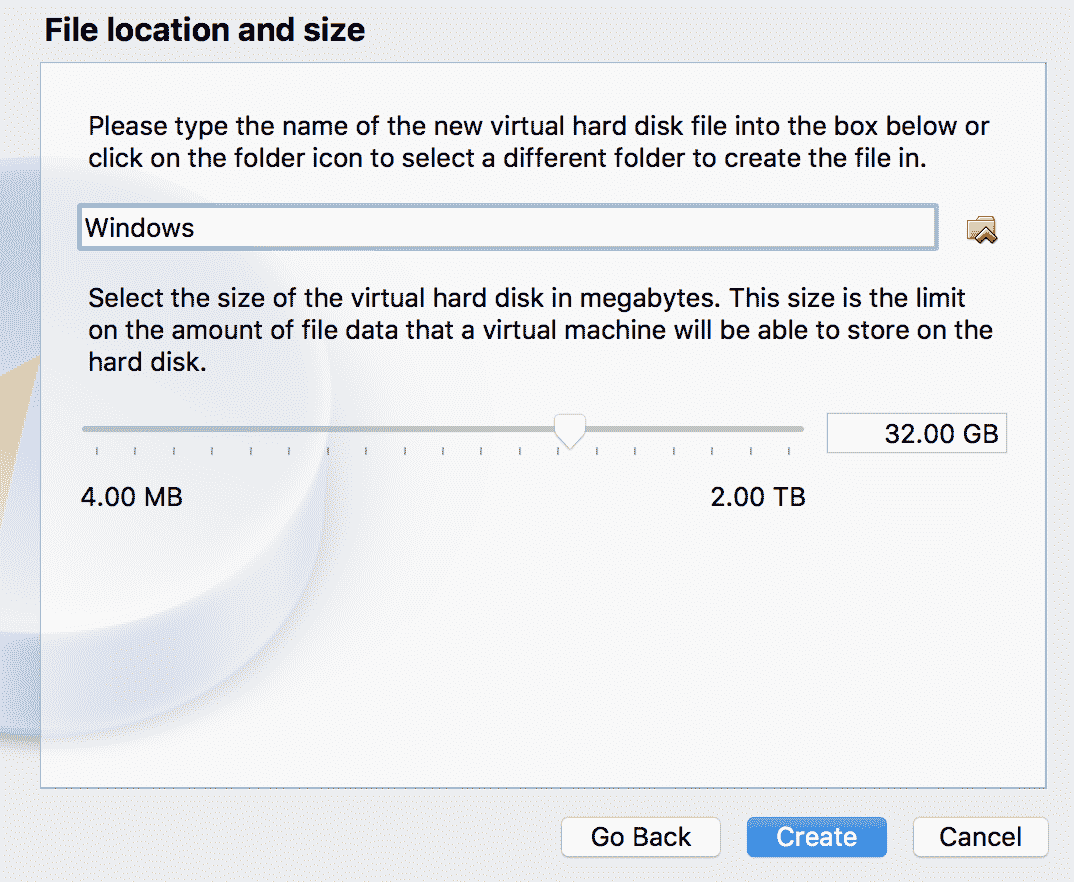 File location and size
Please type the name of the new virtual hard disk file into the box below or
click on the folder icon to select a different folder to create the file in.
Windows
Select the size of the virtual hard disk in megabytes. This size is the limit
on the amount of file data that a virtual machine will be able to store on the
hard disk.
32.00 GB
4.00 MB 2.00 TB
Go Back Create Cancel